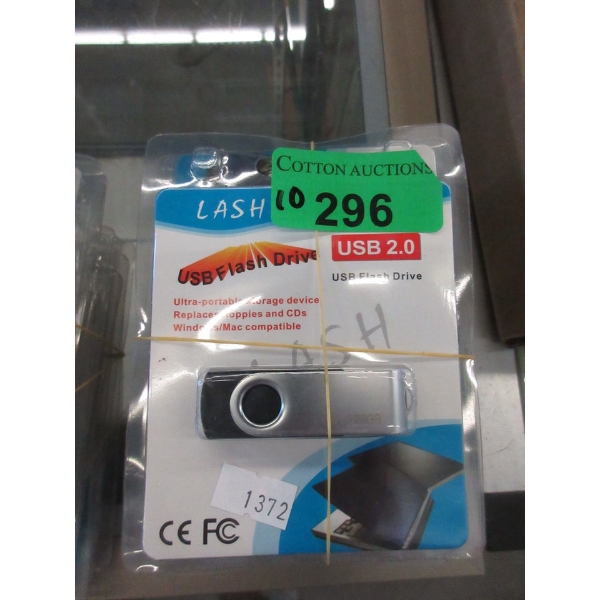 COTTON AUCTIONS
LASH
10 296
USB Flash Drive
USB 2.0
USB Flash Drive
Ultra-portable storage device
Replaces floppies and CDs
Windows/Mac compatible
LASH
1372
CE FC